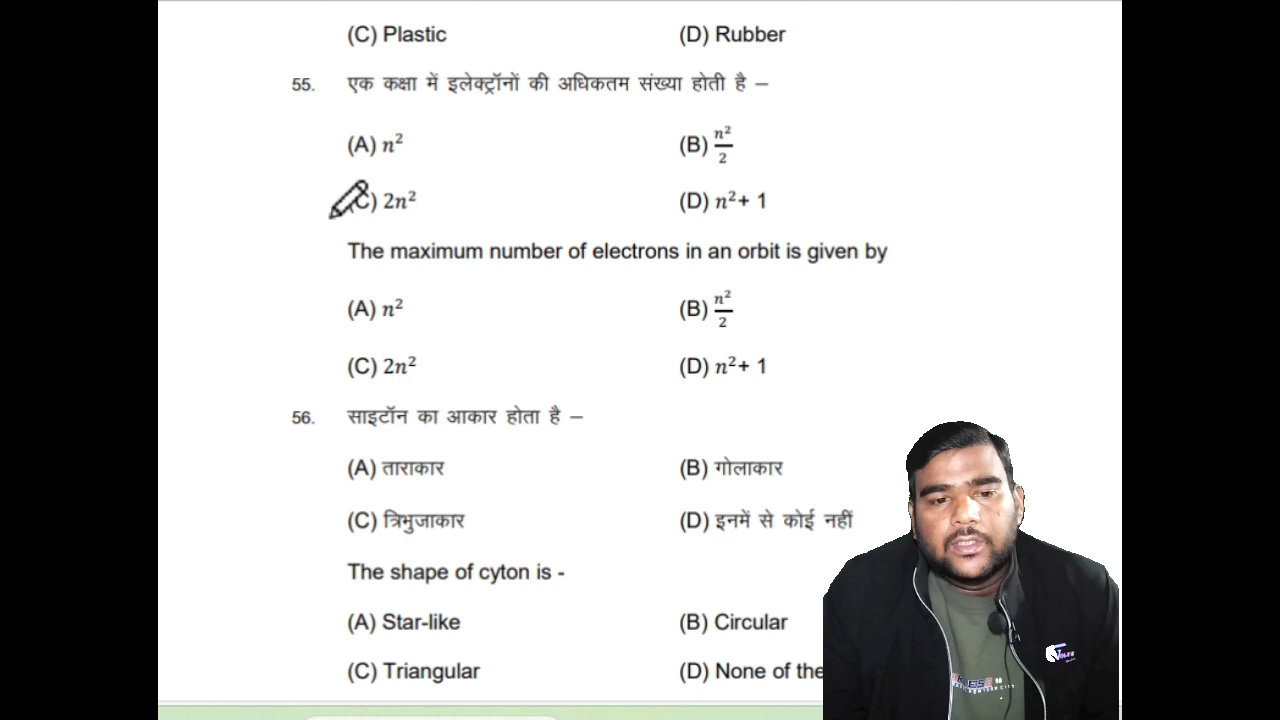 (C) Plastic (D) Rubber
55. एक कक्षा में इलेक्ट्रॉनों की अधिकतम संख्या होती है –
(A) n² (B) n²/2
(C) 2n² (D) n²+ 1
The maximum number of electrons in an orbit is given by
(A) n² (B) n²/2
(C) 2n² (D) n²+ 1
56. साइटॉन का आकार होता है –
(A) ताराकार (B) गोलाकार
(C) त्रिभुजाकार (D) इनमें से कोई नहीं
The shape of cyton is -
(A) Star-like (B) Circular
(C) Triangular (D) None of the